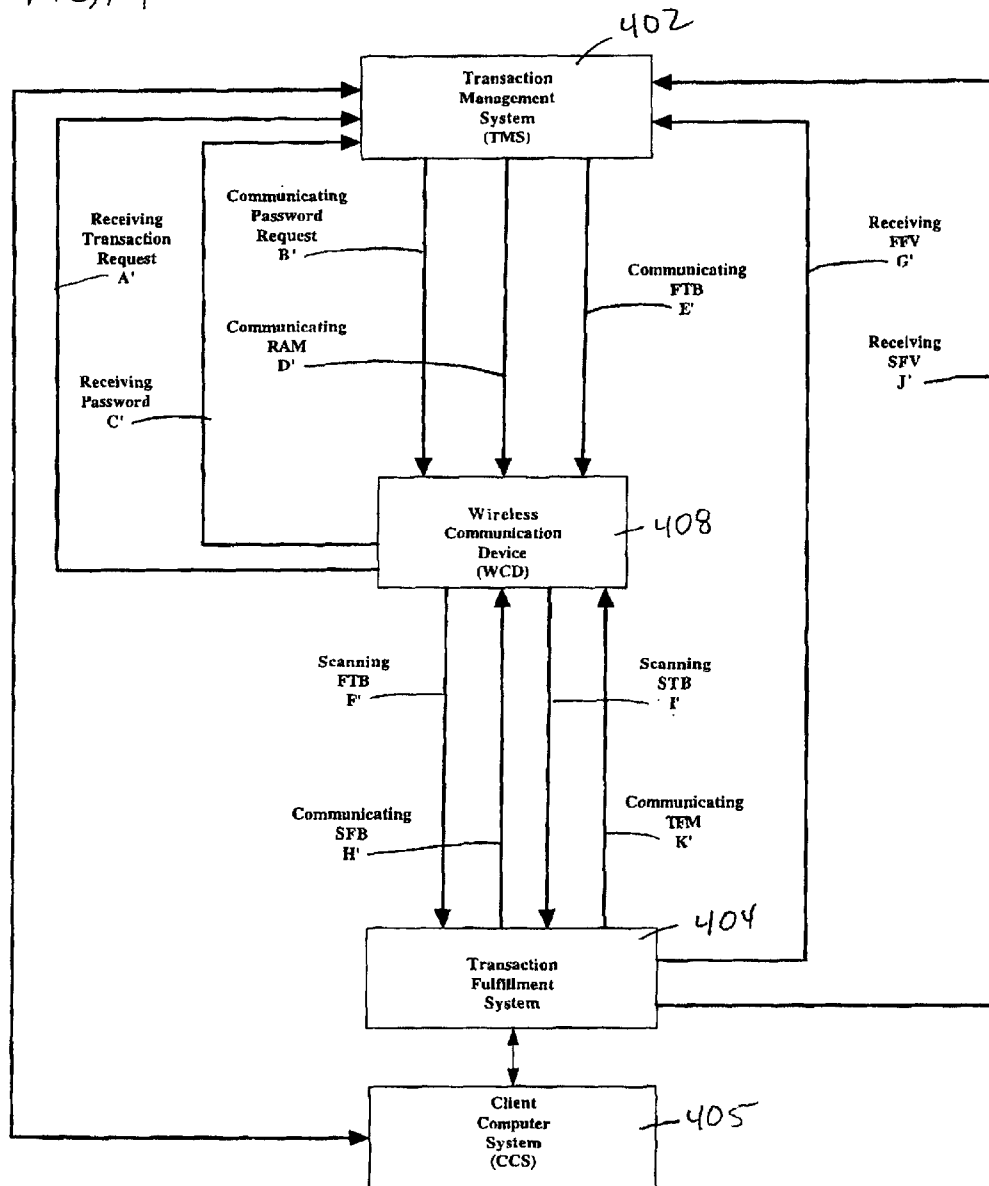 402
Transaction
Management
System
(TMS)
Communicating
Password
Request
B'
Receiving
Transaction
Request
A'
Receiving
FFV
G'
Communicating
FTB
E'
Communicating
RAM
D'
Receiving
SFV
J'
Receiving
Password
C'
Wireless
Communication
Device
(WCD)
408
Scanning
FTB
F'
Scanning
STB
I'
Communicating
SFB
H'
Communicating
TFM
K'
404
Transaction
Fulfillment
System
Client
Computer
System
(CCS)
405